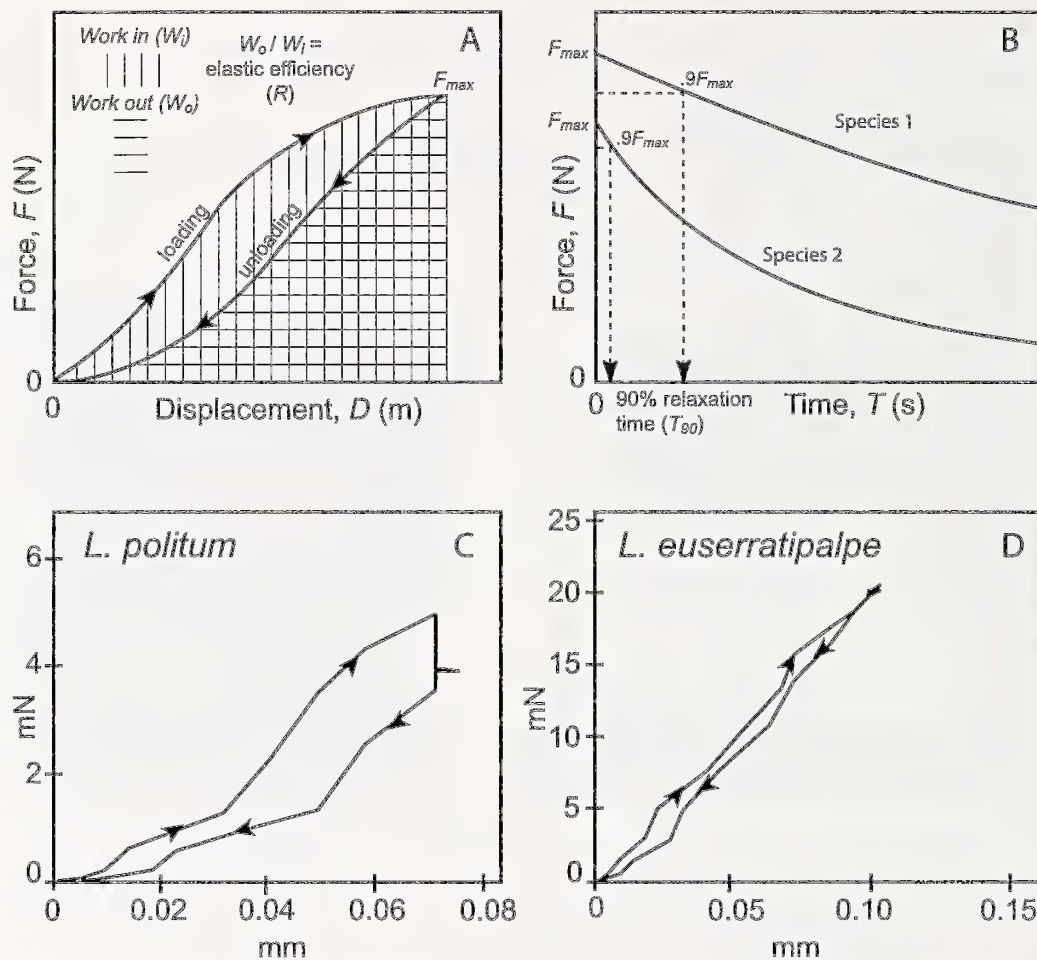 A
Work in (Wi)
Wo / Wi =
elastic efficiency
(R)
Work out (Wo)
Fmax
loading
unloading
Force, F (N)
0
0
Displacement, D (m)
B
Fmax
.9Fmax
Species 1
Fmax
.9Fmax
Species 2
Force, F (N)
0
0
90% relaxation
time (T90)
Time, T (s)
L. politum
C
6
4
2
0
mN
0
0.02
0.04
0.06
0.08
mm
L. euserratipalpe
D
25
20
15
10
5
0
mN
0
0.05
0.10
0.15
mm